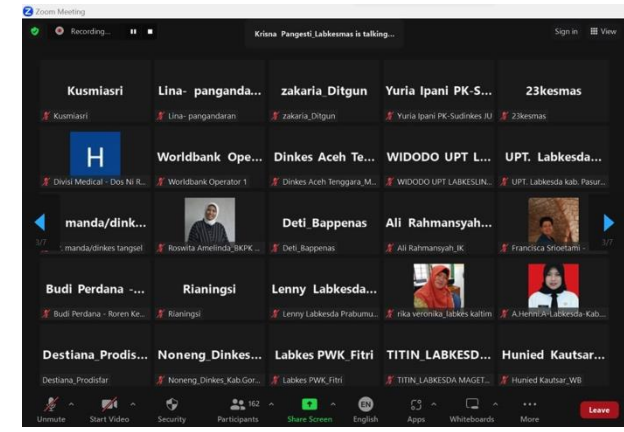 Zoom Meeting
Recording...
Krisna Pangesti_Labkesmas is talking...
Sign in
View
Kusmiasri
Lina- panganda...
zakaria_Ditgun
Yuria Ipani PK-S...
23kesmas
Kusmiasri
Lina- pangandaran
zakaria_Ditgun
Yuria Ipani PK-Sudinkes JU
23kesmas
H
Worldbank Ope...
Dinkes Aceh Te...
WIDODO UPT L...
UPT. Labkesda...
Divisi Medical - Dos Ni R...
Worldbank Operator 1
Dinkes Aceh Tenggara_M...
WIDODO UPT LABKESLIN...
UPT. Labkesda kab. Pasur...
manda/dink...
Deti_Bappenas
Ali Rahmansyah...
3/7
manda/dinkes tangsel
Roswita Amelinda_BKPK ...
Deti_Bappenas
Ali Rahmansyah_IK
Francisca Srioetami -
3/7
Budi Perdana -...
Rianingsi
Lenny Labkesda...
Budi Perdana - Roren Ke...
Rianingsi
Lenny Labkesda Prabumu...
rika veronika_labkes kaltim
A.Henni.A-Labkesda-Kab...
Destiana_Prodis...
Noneng_Dinkes...
Labkes PWK_Fitri
TITIN_LABKESD...
Hunied Kautsar...
Destiana_Prodisfar
Noneng_Dinkes_Kab.Gor...
Labkes PWK_Fitri
TITIN_LABKESDA MAGET...
Hunied Kautsar_WB
162
EN
Unmute
Start Video
Security
Participants
Share Screen
English
Apps
Whiteboards
More
Leave